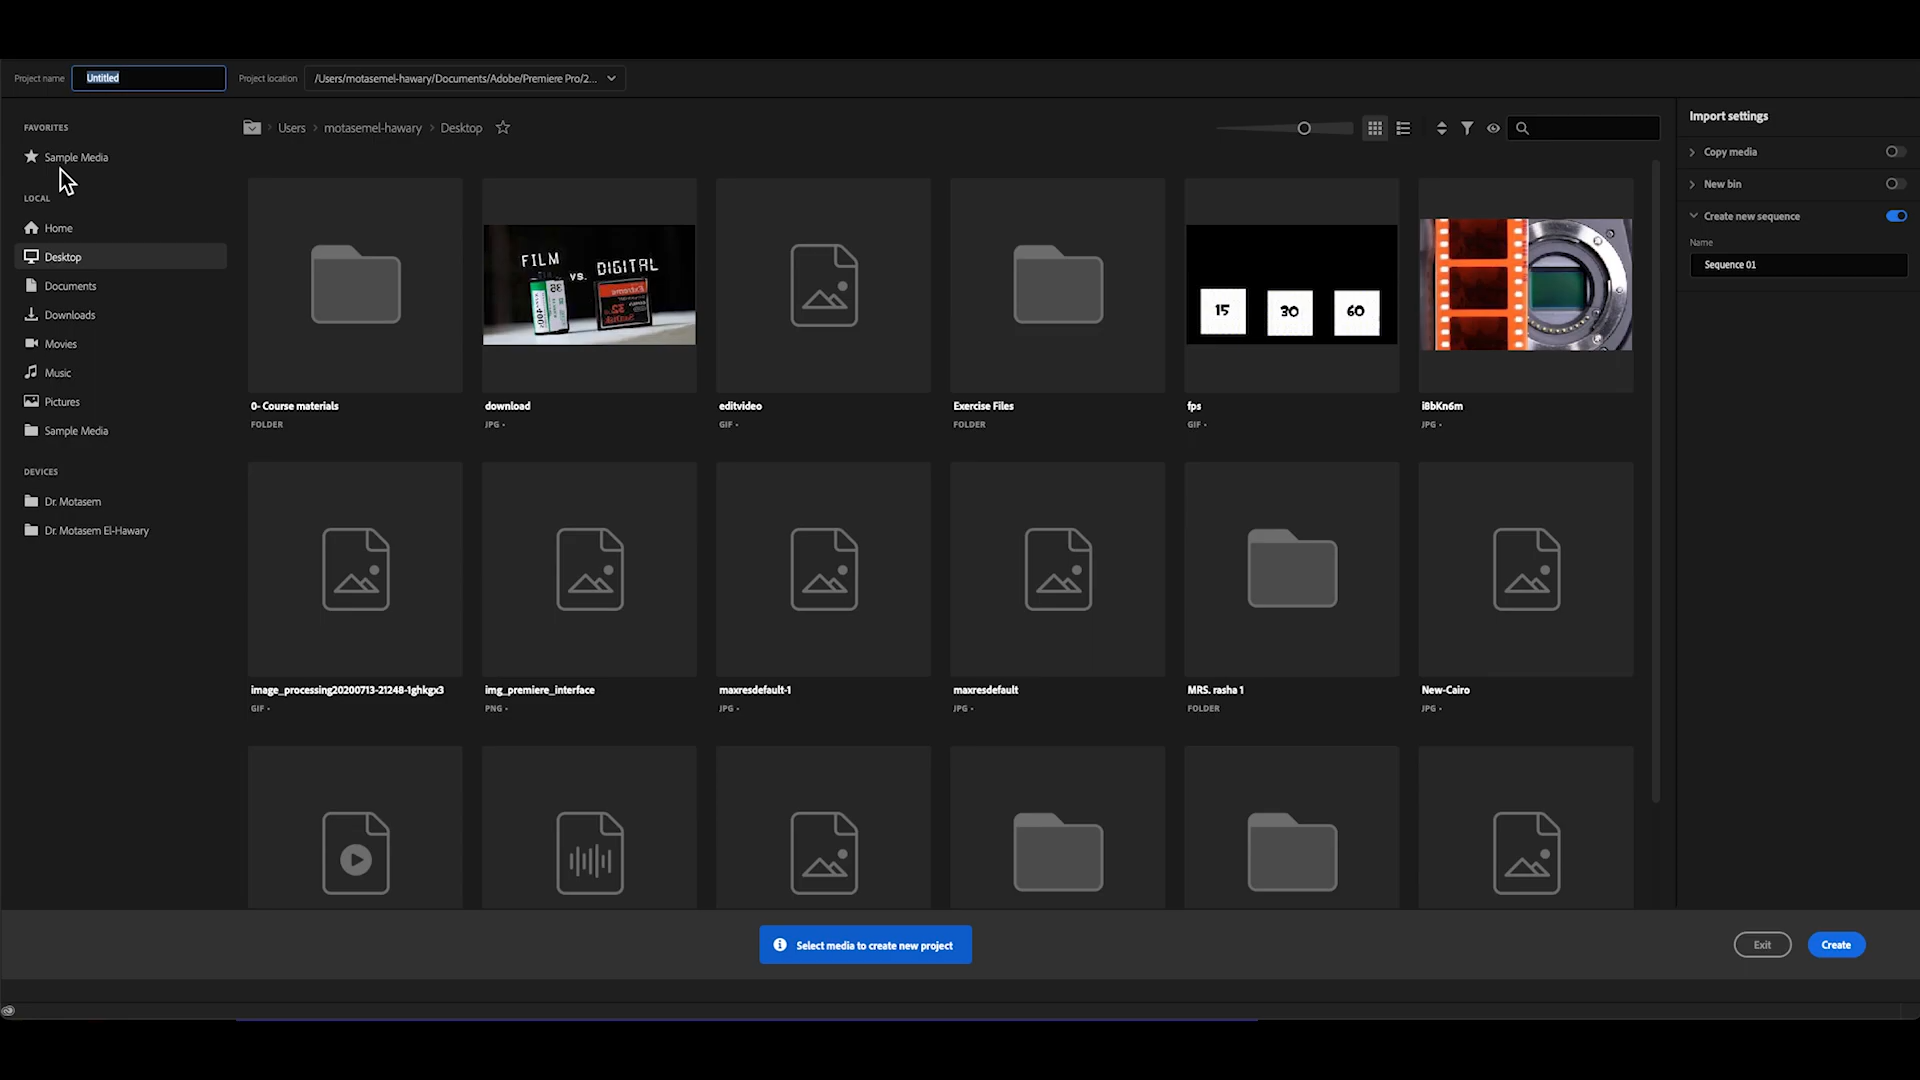 Project name
Untitled
Project location
/Users/motasemel-hawary/Documents/Adobe/Premiere Pro/2...
FAVORITES
Sample Media
LOCAL
Home
Desktop
Documents
Downloads
Movies
Music
Pictures
Sample Media
DEVICES
Dr. Motasem
Dr. Motasem El-Hawary
Users
motasemel-hawary
Desktop
FILM
vs.
DIGITAL
15
30
60
0- Course materials
FOLDER
download
JPG •
editvideo
GIF •
Exercise Files
FOLDER
fps
GIF •
i8bKn6m
JPG •
image_processing20200713-21248-1ghkgx3
GIF •
img_premiere_interface
PNG •
maxresdefault-1
JPG •
maxresdefault
JPG •
MRS. rasha 1
FOLDER
New-Cairo
JPG •
Import settings
Copy media
New bin
Create new sequence
Name
Sequence 01
Select media to create new project
Exit
Create